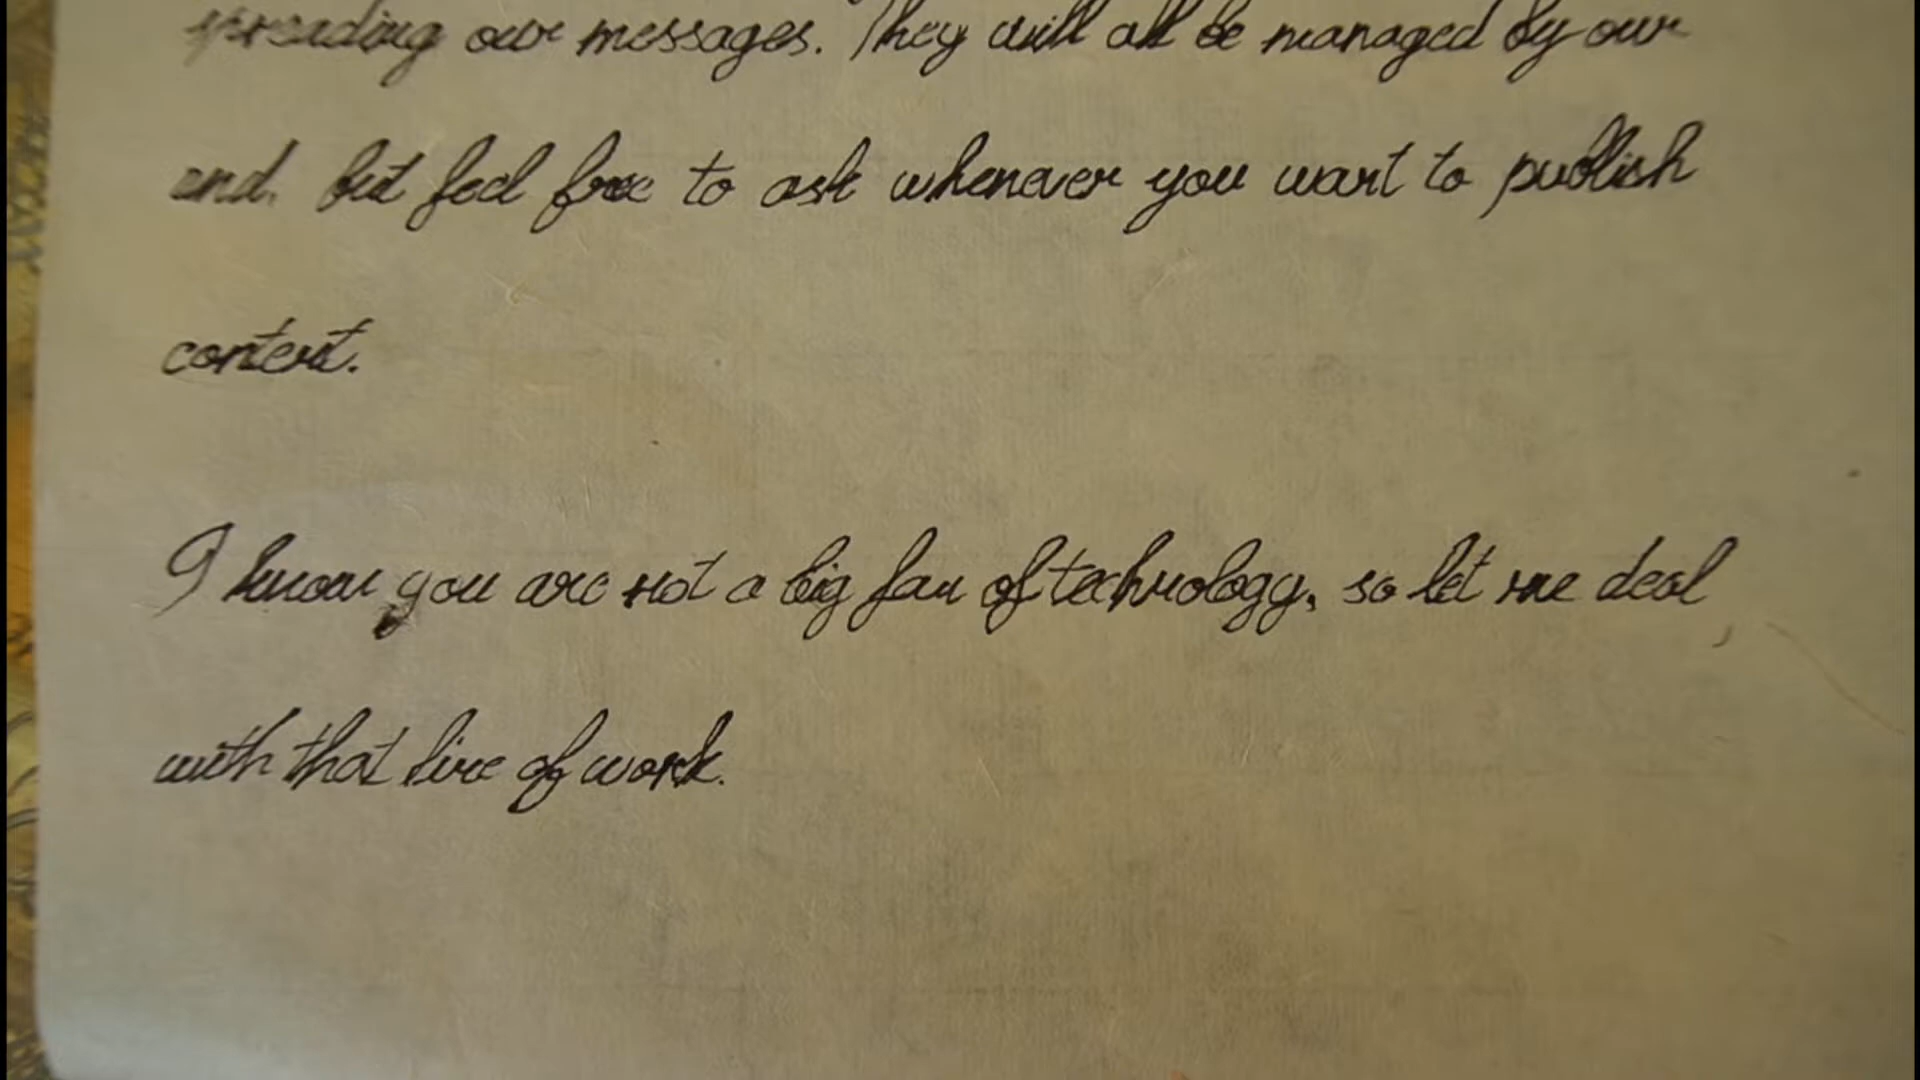 spreading our messages. They will all be managed by our
end, but feel free to ask whenever you want to publish
content.
I know you are not a big fan of technology, so let me deal
with that line of work.